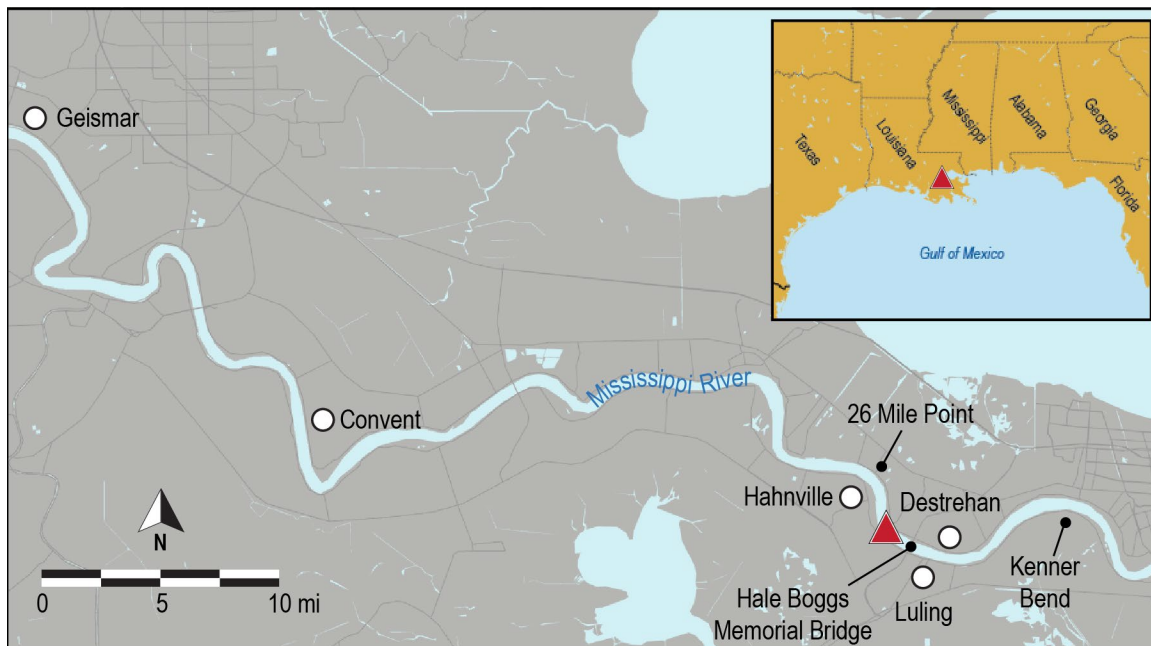 Geismar
Texas
Louisiana
Mississippi
Alabama
Georgia
Florida
Gulf of Mexico
Convent
Mississippi River
26 Mile Point
Hahnville
Destrehan
N
0 5 10 mi
Hale Boggs
Memorial Bridge
Luling
Kenner
Bend